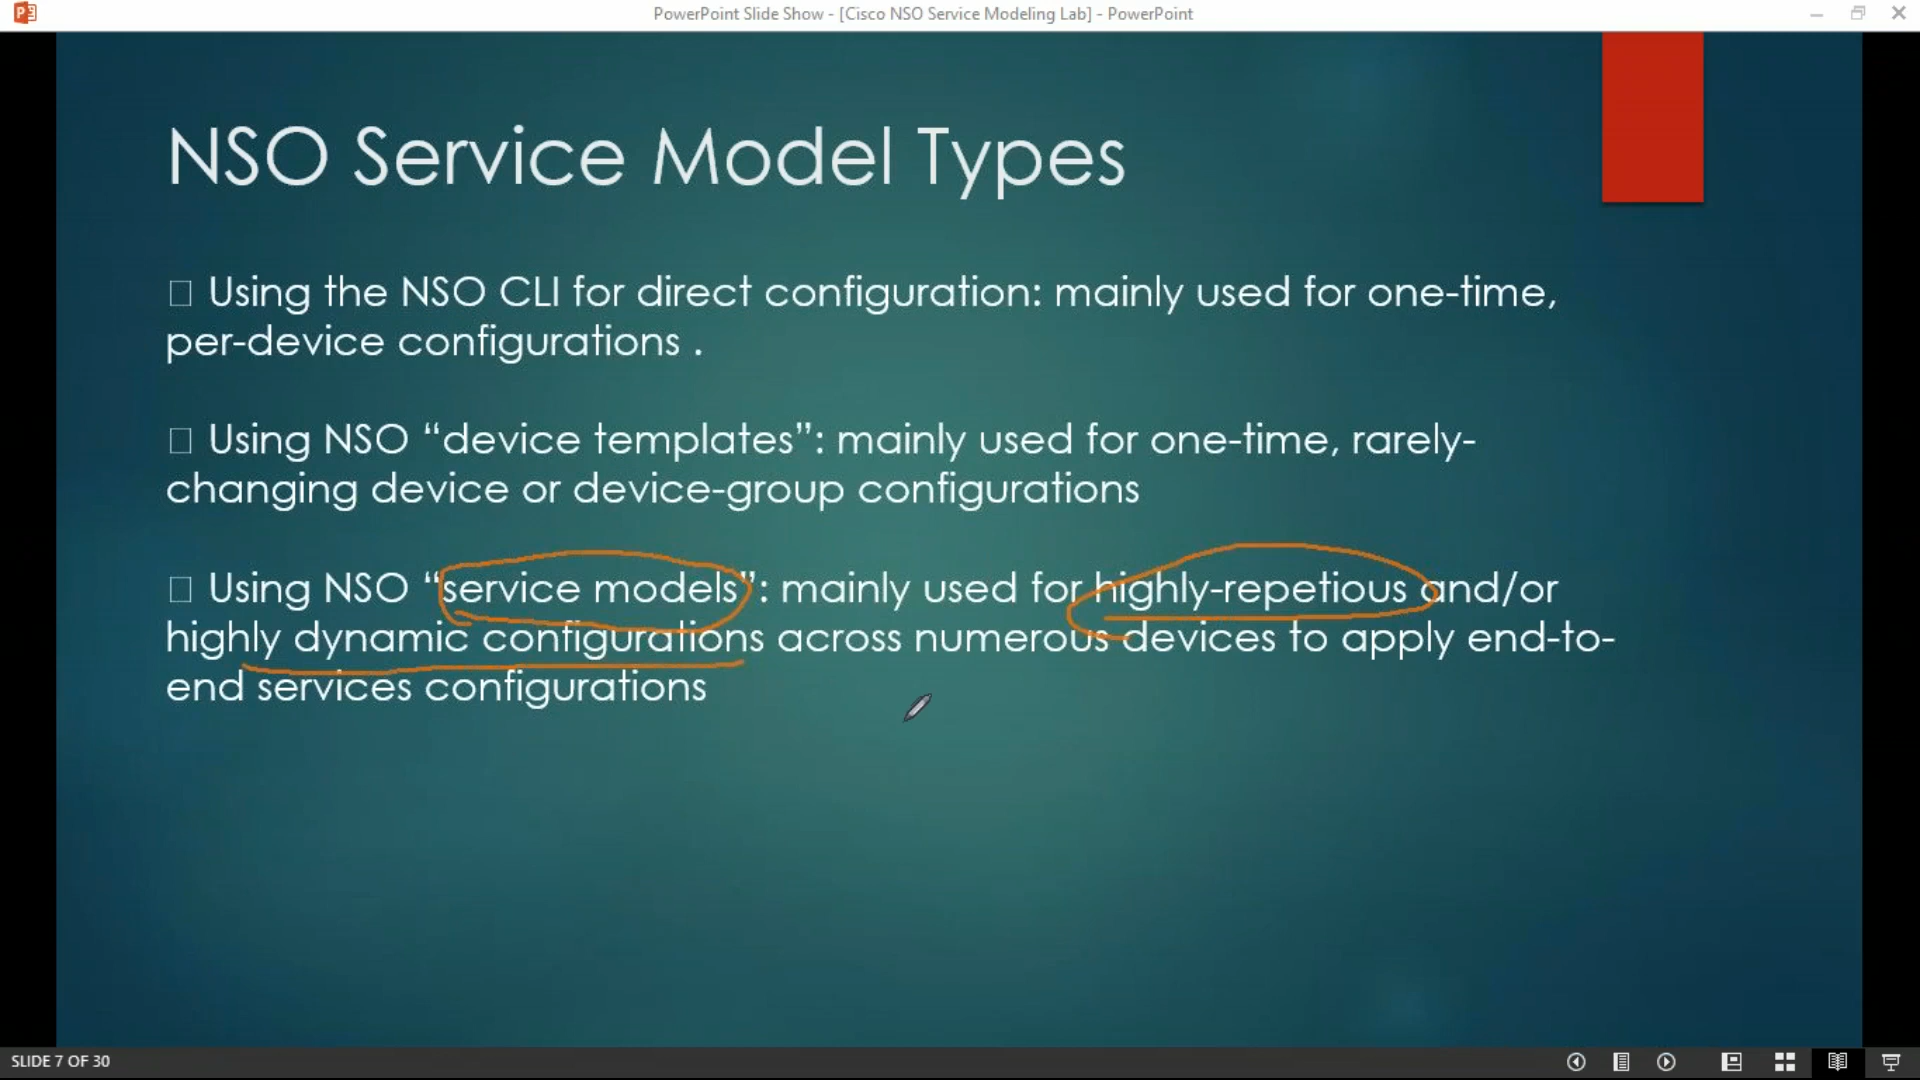 PowerPoint Slide Show - [Cisco NSO Service Modeling Lab] - PowerPoint
NSO Service Model Types
Using the NSO CLI for direct configuration: mainly used for one-time,
per-device configurations .
Using NSO “device templates”: mainly used for one-time, rarely-
changing device or device-group configurations
Using NSO “service models”: mainly used for highly-repetious and/or
highly dynamic configurations across numerous devices to apply end-to-
end services configurations
SLIDE 7 OF 30